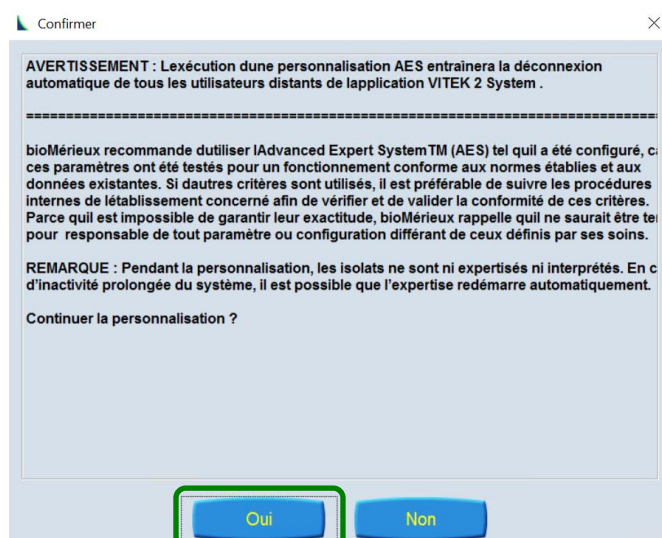 Confirmer
AVERTISSEMENT : Lexécution dune personnalisation AES entraînera la déconnexion
automatique de tous les utilisateurs distants de lapplication VITEK 2 System .
================================================================================
bioMérieux recommande dutiliser lAdvanced Expert SystemTM (AES) tel quil a été configuré, ca
ces paramètres ont été testés pour un fonctionnement conforme aux normes établies et aux
données existantes. Si dautres critères sont utilisés, il est préférable de suivre les procédures
internes de létablissement concerné afin de vérifier et de valider la conformité de ces critères.
Parce quil est impossible de garantir leur exactitude, bioMérieux rappelle quil ne saurait être te
pour responsable de tout paramètre ou configuration différant de ceux définis par ses soins.
REMARQUE : Pendant la personnalisation, les isolats ne sont ni expertisés ni interprétés. En c
d’inactivité prolongée du système, il est possible que l’expertise redémarre automatiquement.
Continuer la personnalisation ?
Oui Non